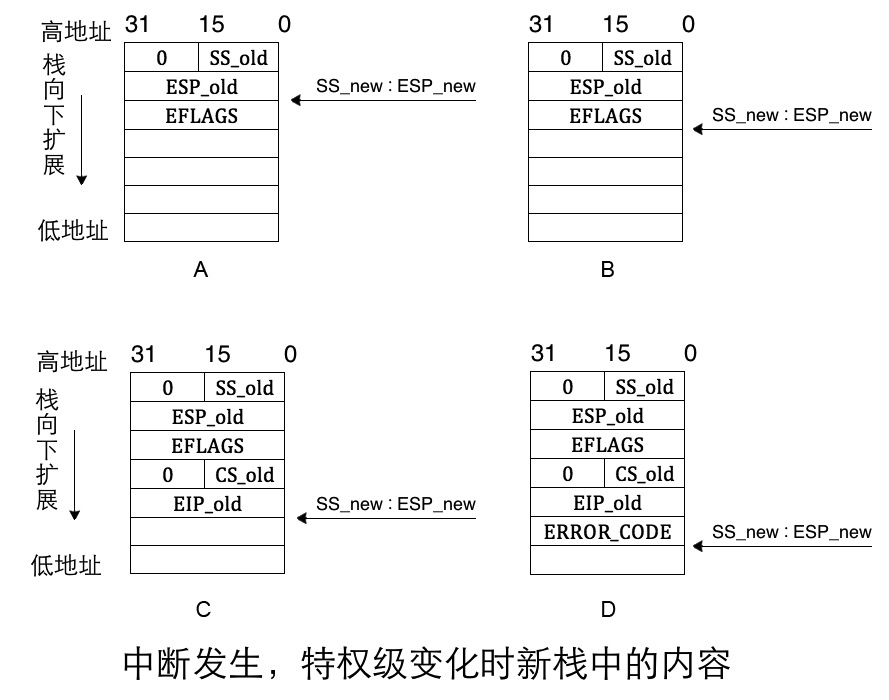 高地址 31 15 0
31 15 0
栈向下扩展
0 SS_old
ESP_old
EFLAGS
SS_new : ESP_new
低地址
A
0 SS_old
ESP_old
EFLAGS
SS_new : ESP_new
B
高地址 31 15 0
31 15 0
栈向下扩展
0 SS_old
ESP_old
EFLAGS
0 CS_old
EIP_old
SS_new : ESP_new
低地址
C
0 SS_old
ESP_old
EFLAGS
0 CS_old
EIP_old
ERROR_CODE
SS_new : ESP_new
D
中断发生，特权级变化时新栈中的内容